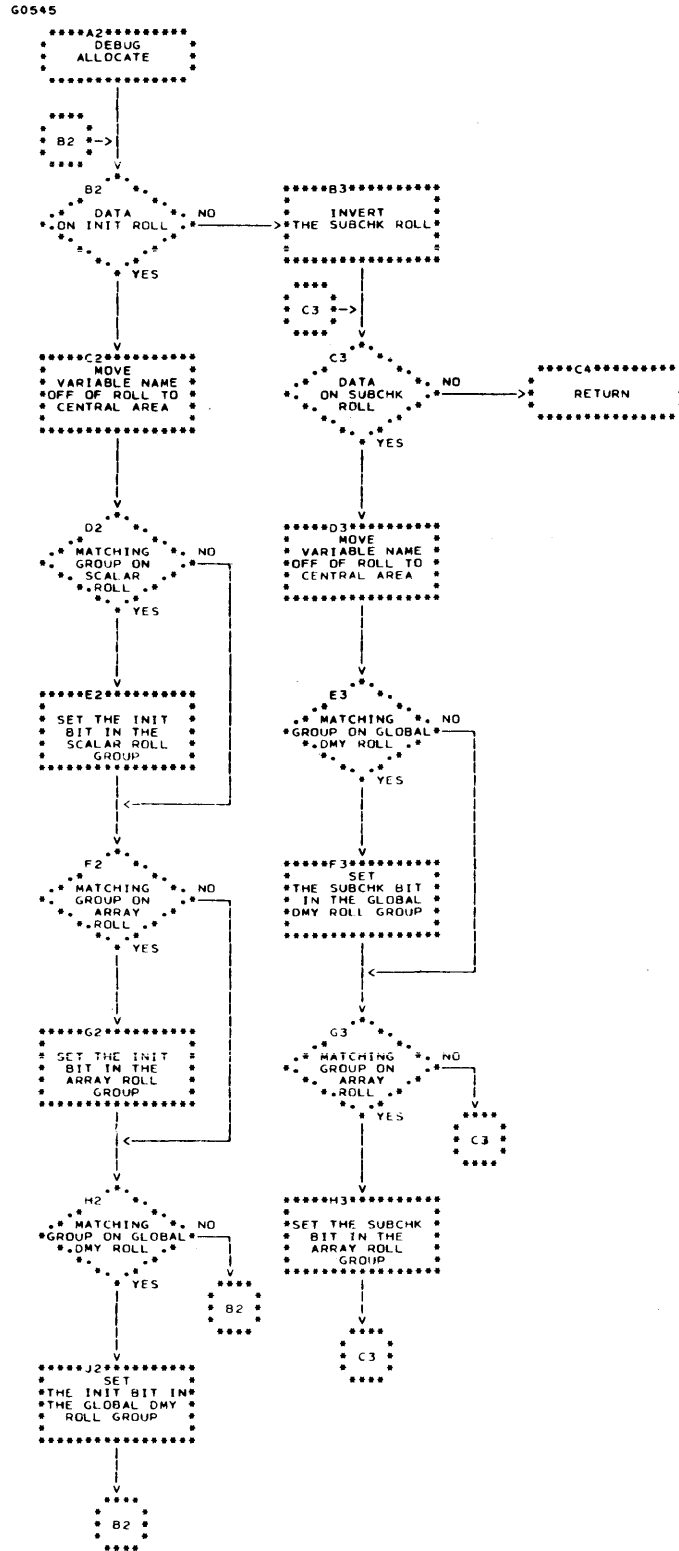 G0545
A2
DEBUG
ALLOCATE
B2
B2
DATA
ON INIT ROLL
NO
YES
B3
INVERT
THE SUBCHK ROLL
C3
C2
MOVE
VARIABLE NAME
OFF OF ROLL TO
CENTRAL AREA
C3
DATA
ON SUBCHK
ROLL
NO
YES
C4
RETURN
D2
MATCHING
GROUP ON
SCALAR
ROLL
NO
YES
D3
MOVE
VARIABLE NAME
OFF OF ROLL TO
CENTRAL AREA
E2
SET THE INIT
BIT IN THE
SCALAR ROLL
GROUP
E3
MATCHING
GROUP ON GLOBAL
DMY ROLL
NO
YES
F2
MATCHING
GROUP ON
ARRAY
ROLL
NO
YES
F3
SET
THE SUBCHK BIT
IN THE GLOBAL
DMY ROLL GROUP
G2
SET THE INIT
BIT IN THE
ARRAY ROLL
GROUP
G3
MATCHING
GROUP ON
ARRAY
ROLL
NO
YES
C3
H2
MATCHING
GROUP ON GLOBAL
DMY ROLL
NO
YES
B2
H3
SET THE SUBCHK
BIT IN THE
ARRAY ROLL
GROUP
C3
J2
SET
THE INIT BIT IN
THE GLOBAL DMY
ROLL GROUP
B2